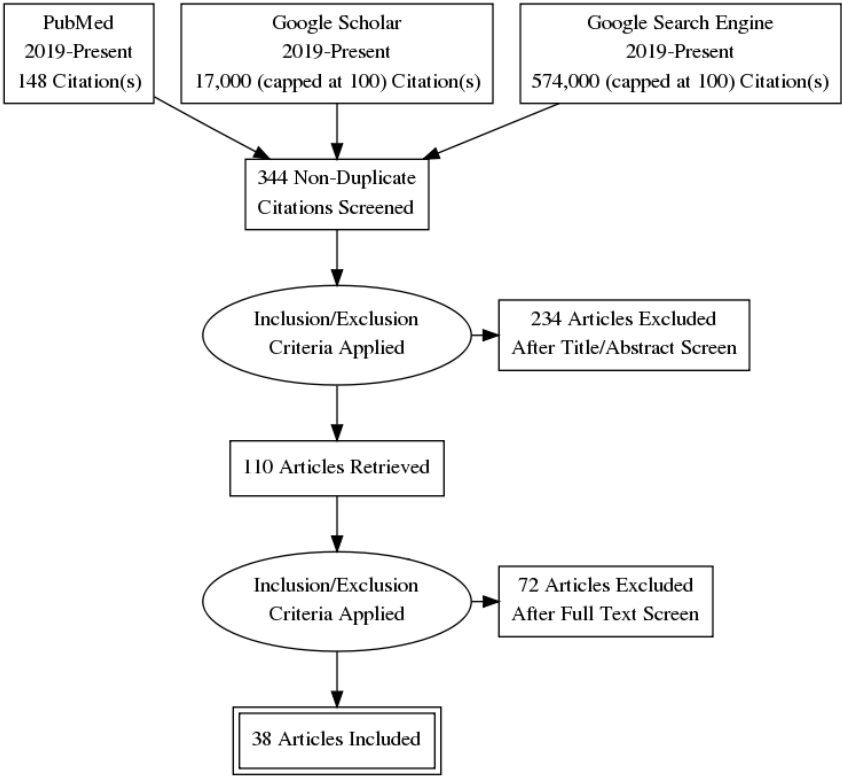 PubMed
2019-Present
148 Citation(s)
Google Scholar
2019-Present
17,000 (capped at 100) Citation(s)
Google Search Engine
2019-Present
574,000 (capped at 100) Citation(s)
344 Non-Duplicate
Citations Screened
Inclusion/Exclusion
Criteria Applied
234 Articles Excluded
After Title/Abstract Screen
110 Articles Retrieved
Inclusion/Exclusion
Criteria Applied
72 Articles Excluded
After Full Text Screen
38 Articles Included